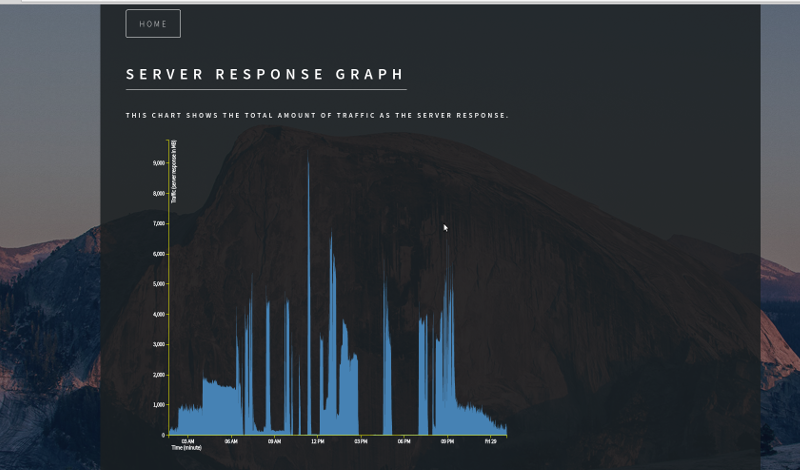 HOME
SERVER RESPONSE GRAPH
THIS CHART SHOWS THE TOTAL AMOUNT OF TRAFFIC AS THE SERVER RESPONSE.
Traffic (server response in MB)
9,000
8,000
7,000
6,000
5,000
4,000
3,000
2,000
1,000
0
03 AM 06 AM 09 AM 12 PM 03 PM 06 PM 09 PM Fri 29
Time (minute)